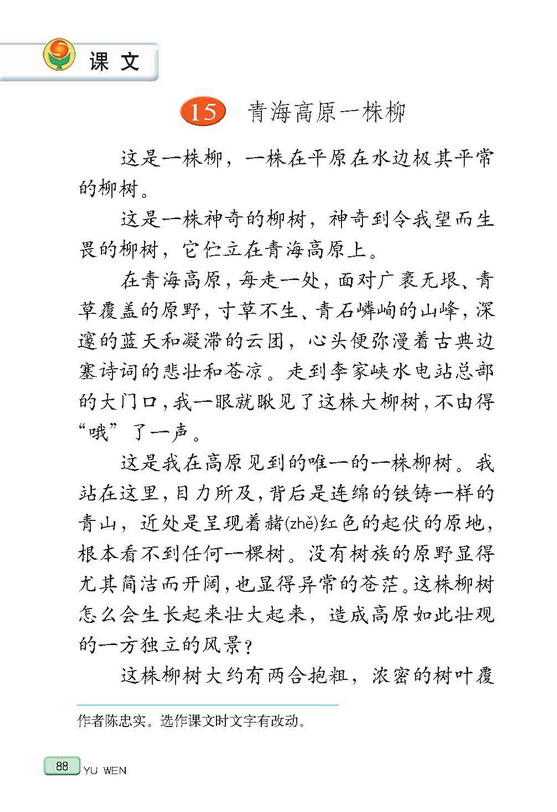 课文
15 青海高原一株柳
这是一株柳，一株在平原在水边极其平常
的柳树。
这是一株神奇的柳树，神奇到令我望而生
畏的柳树，它伫立在青海高原上。
在青海高原，每走一处，面对广袤无垠、青
草覆盖的原野，寸草不生、青石嶙峋的山峰，深
邃的蓝天和凝滞的云团，心头便弥漫着古典边
塞诗词的悲壮和苍凉。走到李家峡水电站总部
的大门口，我一眼就瞅见了这株大柳树，不由得
“哦”了一声。
这是我在高原见到的唯一的一株柳树。我
站在这里，目力所及，背后是连绵的铁铸一样的
青山，近处是呈现着赭(zhě)红色的起伏的原地，
根本看不到任何一棵树。没有树族的原野显得
尤其简洁而开阔，也显得异常的苍茫。这株柳树
怎么会生长起来壮大起来，造成高原如此壮观
的一方独立的风景？
这株柳树大约有两合抱粗，浓密的树叶覆
作者陈忠实。选作课文时文字有改动。
88 YU WEN